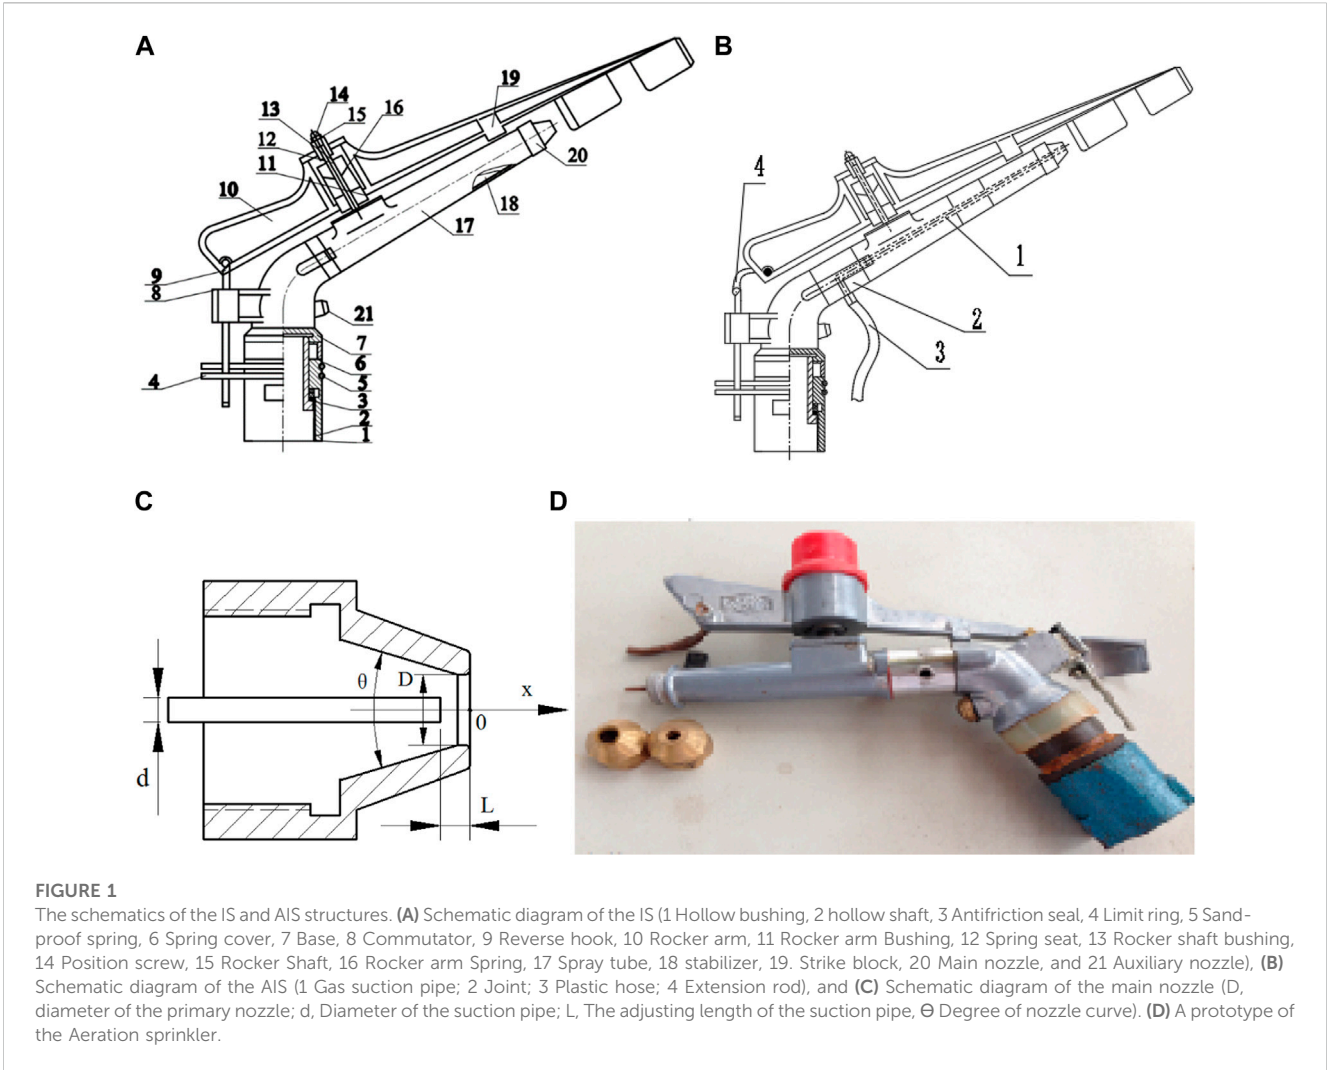 A
B
14
13
15
16
19
12
11
10
20
18
17
9
8
21
7
6
4
5
3
2
1
4
1
2
3
C
D
θ
D
x
0
d
L
FIGURE 1
The schematics of the IS and AIS structures. (A) Schematic diagram of the IS (1 Hollow bushing, 2 hollow shaft, 3 Antifriction seal, 4 Limit ring, 5 Sand-
proof spring, 6 Spring cover, 7 Base, 8 Commutator, 9 Reverse hook, 10 Rocker arm, 11 Rocker arm Bushing, 12 Spring seat, 13 Rocker shaft bushing,
14 Position screw, 15 Rocker Shaft, 16 Rocker arm Spring, 17 Spray tube, 18 stabilizer, 19. Strike block, 20 Main nozzle, and 21 Auxiliary nozzle), (B)
Schematic diagram of the AIS (1 Gas suction pipe; 2 Joint; 3 Plastic hose; 4 Extension rod), and (C) Schematic diagram of the main nozzle (D,
diameter of the primary nozzle; d, Diameter of the suction pipe; L, The adjusting length of the suction pipe, ϴ Degree of nozzle curve). (D) A prototype of
the Aeration sprinkler.